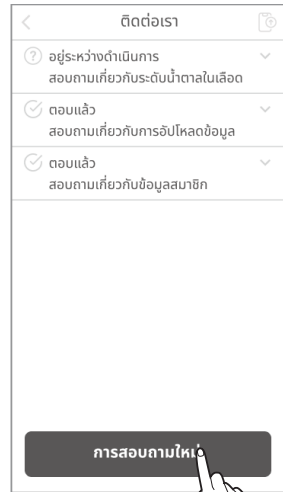 ติดต่อเรา
อยู่ระหว่างดำเนินการ
สอบถามเกี่ยวกับระดับน้ำตาลในเลือด
ตอบแล้ว
สอบถามเกี่ยวกับการอัปโหลดข้อมูล
ตอบแล้ว
สอบถามเกี่ยวกับข้อมูลสมาชิก
การสอบถามใหม่